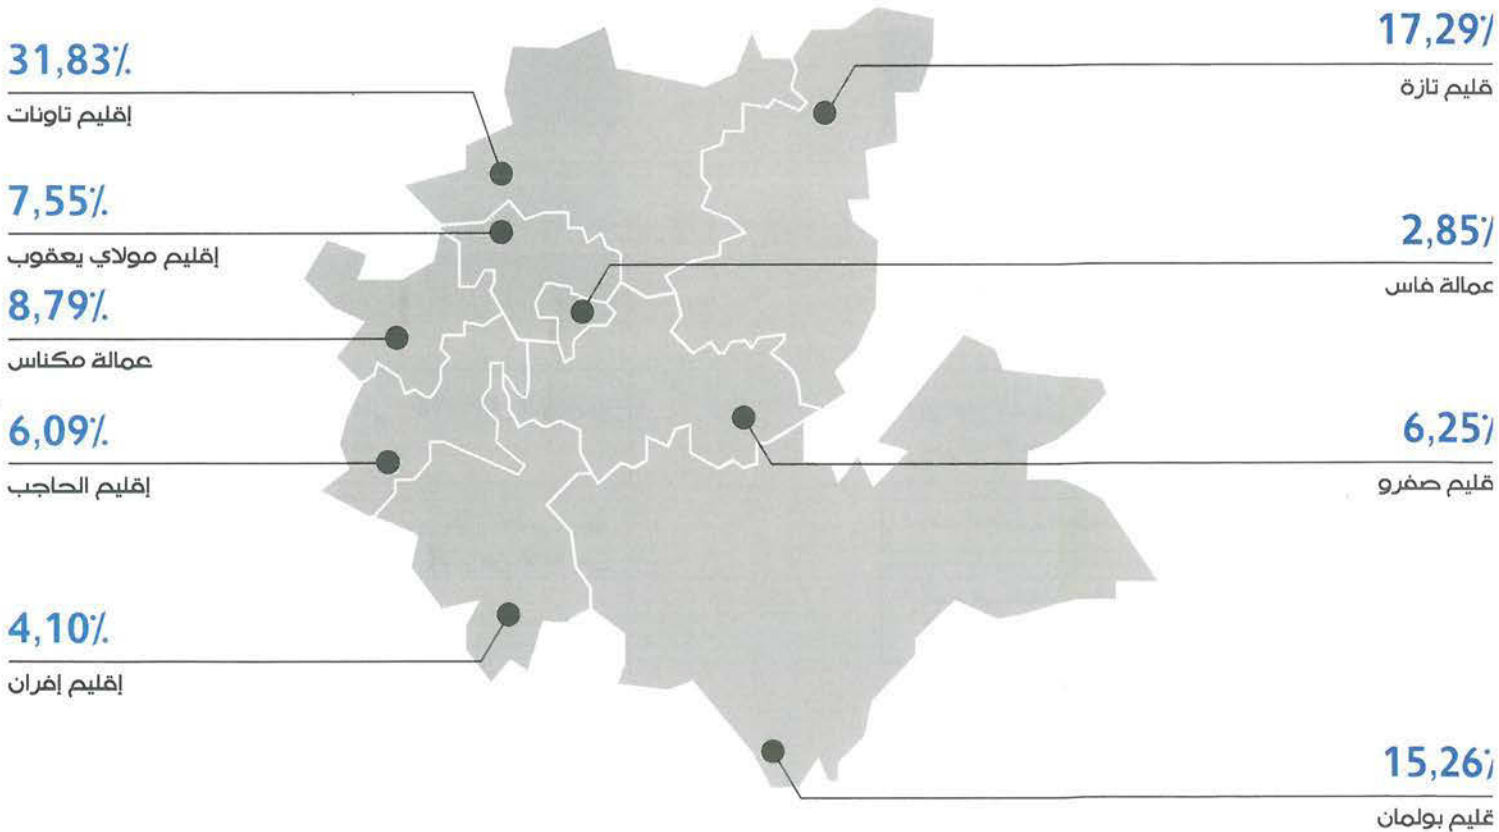 17,29%
قليم تازة
31,83%
إقليم تاونات
7,55%
إقليم مولاي يعقوب
2,85%
عمالة فاس
8,79%
عمالة مكناس
6,09%
إقليم الحاجب
6,25%
قليم صفرو
4,10%
إقليم إفران
15,26%
قليم بولمان